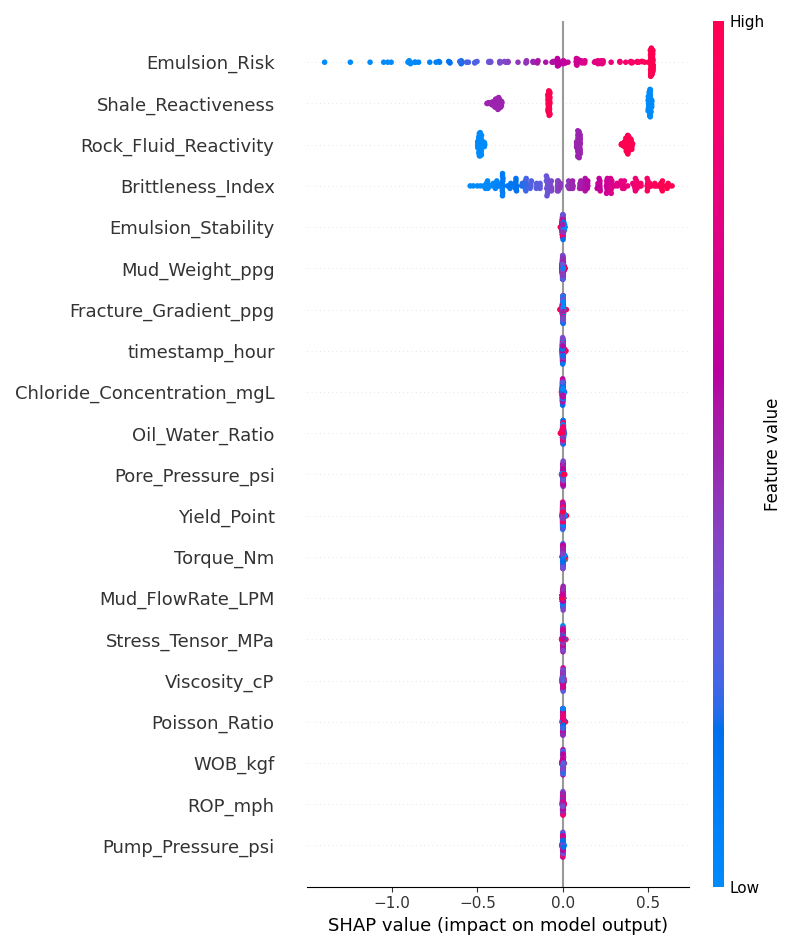 High
Emulsion_Risk
Shale_Reactiveness
Rock_Fluid_Reactivity
Brittleness_Index
Emulsion_Stability
Mud_Weight_ppg
Fracture_Gradient_ppg
timestamp_hour
Chloride_Concentration_mgL
Oil_Water_Ratio
Pore_Pressure_psi
Yield_Point
Torque_Nm
Mud_FlowRate_LPM
Stress_Tensor_MPa
Viscosity_cP
Poisson_Ratio
WOB_kgf
ROP_mph
Pump_Pressure_psi
Feature value
Low
−1.0 −0.5 0.0 0.5
SHAP value (impact on model output)